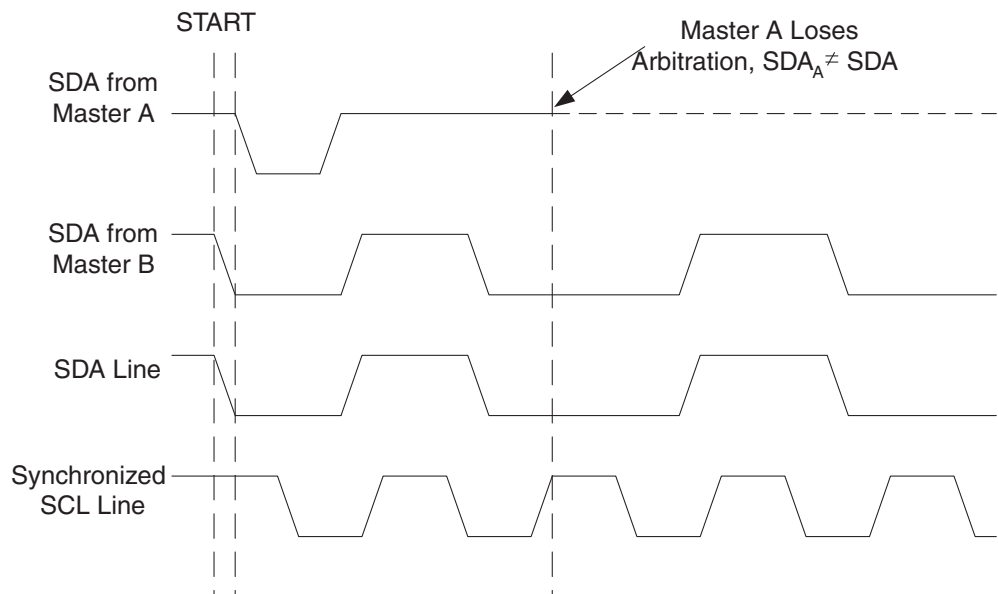 START
Master A Loses
Arbitration, SDA_A ≠ SDA
SDA from
Master A
SDA from
Master B
SDA Line
Synchronized
SCL Line